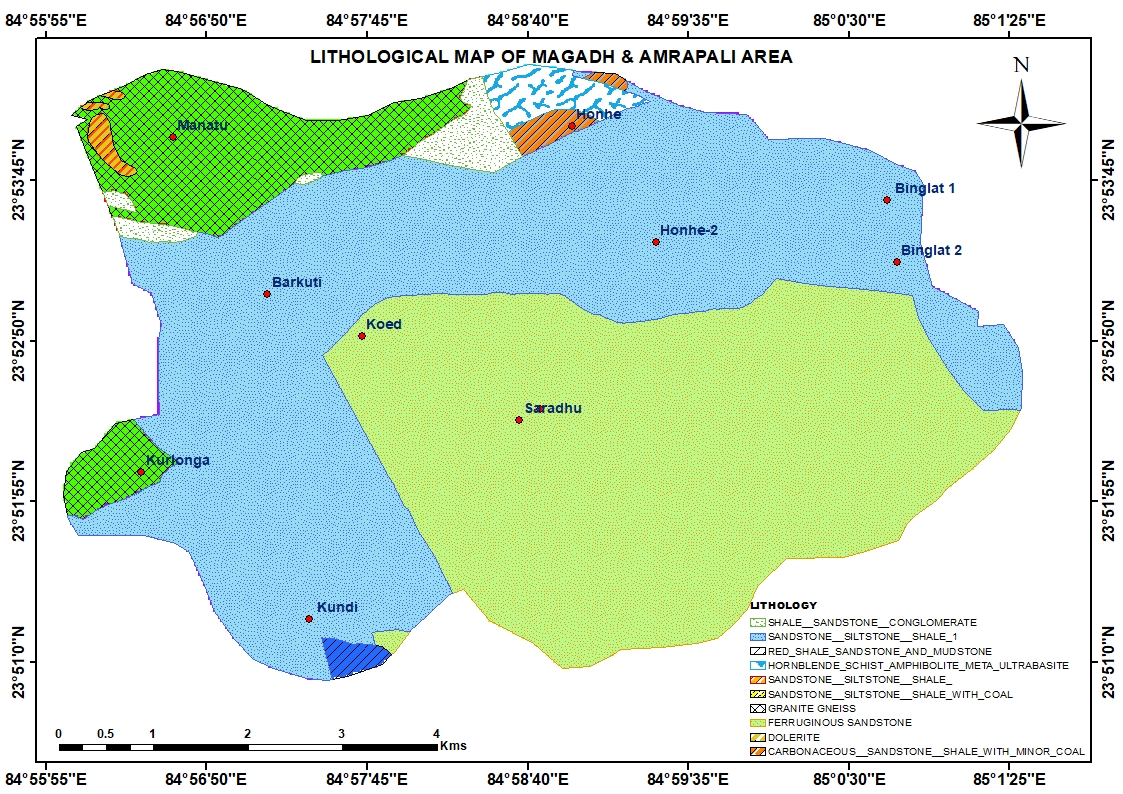 84°55'55"E 84°56'50"E 84°57'45"E 84°58'40"E 84°59'35"E 85°0'30"E 85°1'25"E
LITHOLOGICAL MAP OF MAGADH & AMRAPALI AREA
N
Honhe
Manatu
23°53'45"N
23°53'45"N
Binglat 1
Honhe-2
Binglat 2
Barkuti
Koed
23°52'50"N
23°52'50"N
Saradhu
Kurlonga
23°51'55"N
23°51'55"N
Kundi
23°51'0"N
23°51'0"N
LITHOLOGY
SHALE__SANDSTONE__CONGLOMERATE
SANDSTONE__SILTSTONE__SHALE_1
RED_SHALE_SANDSTONE_AND_MUDSTONE
HORNBLENDE_SCHIST_AMPHIBOLITE_META_ULTRABASITE
SANDSTONE__SILTSTONE__SHALE_
SANDSTONE__SILTSTONE__SHALE_WITH_COAL
GRANITE GNEISS
FERRUGINOUS SANDSTONE
DOLERITE
CARBONACEOUS__SANDSTONE__SHALE_WITH_MINOR_COAL
0 0.5 1 2 3 4
Kms
84°55'55"E 84°56'50"E 84°57'45"E 84°58'40"E 84°59'35"E 85°0'30"E 85°1'25"E